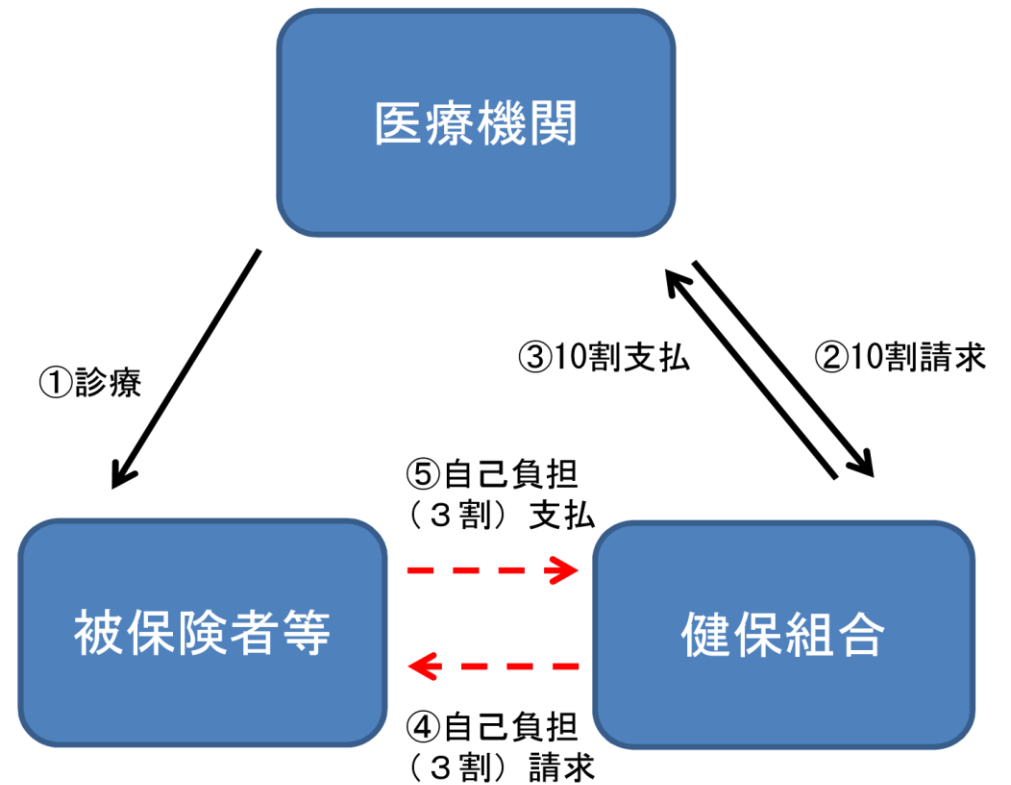 医療機関
①診療
③10割支払
②10割請求
⑤自己負担
(3割)支払
被保険者等
健保組合
④自己負担
(3割)請求